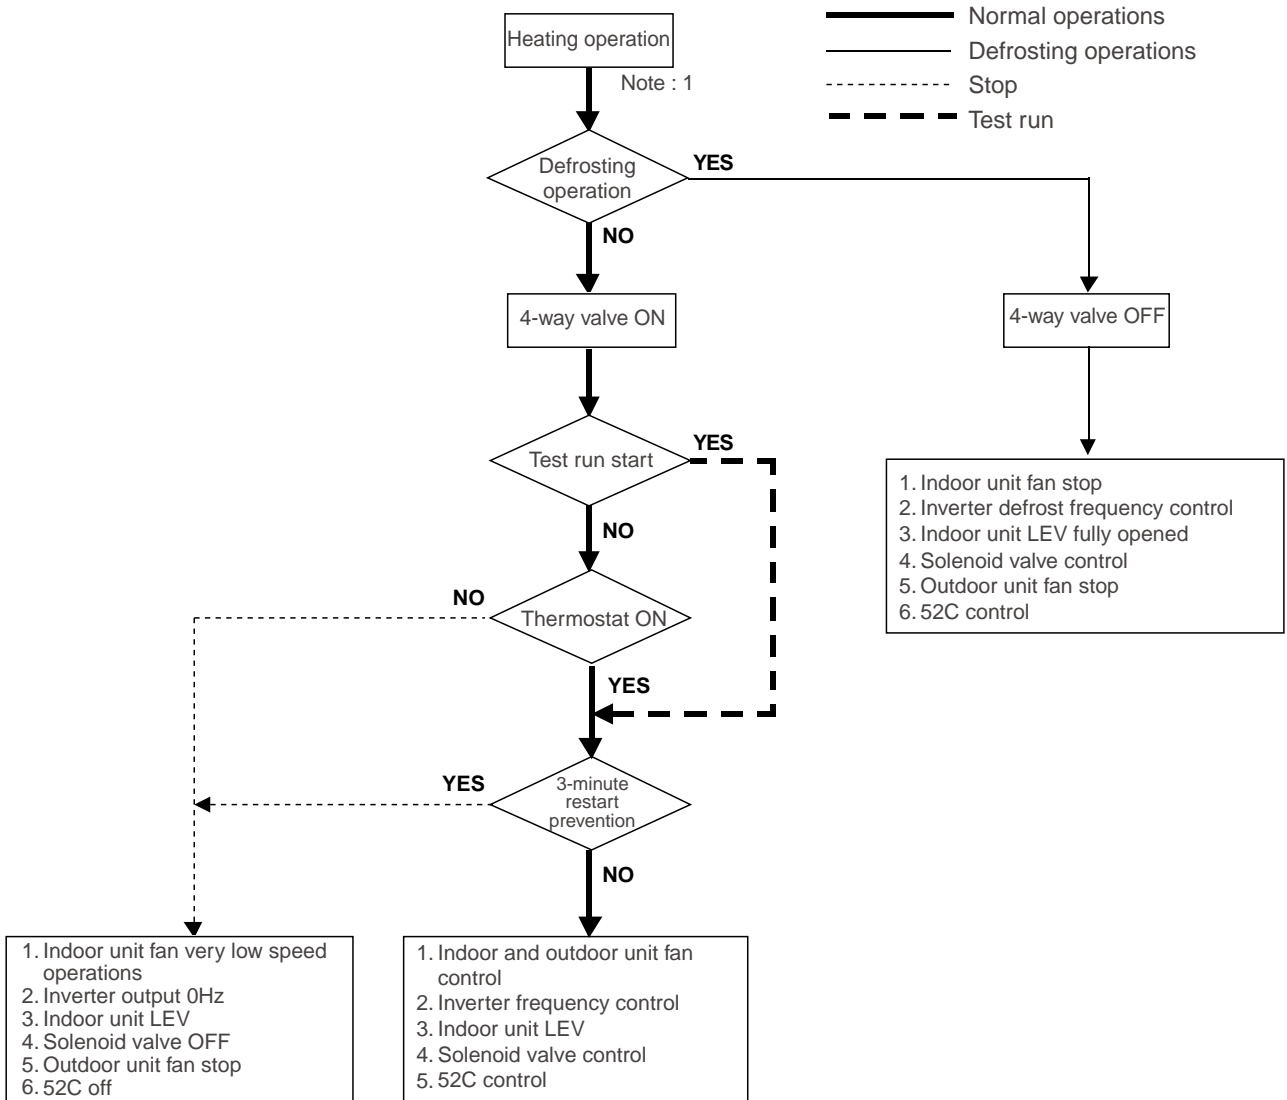 Heating operation
Note : 1
Normal operations
Defrosting operations
Stop
Test run
Defrosting
operation
YES
NO
4-way valve ON
4-way valve OFF
Test run start
YES
NO
1. Indoor unit fan stop
2. Inverter defrost frequency control
3. Indoor unit LEV fully opened
4. Solenoid valve control
5. Outdoor unit fan stop
6. 52C control
NO
Thermostat ON
YES
YES
3-minute
restart
prevention
NO
1. Indoor unit fan very low speed
operations
2. Inverter output 0Hz
3. Indoor unit LEV
4. Solenoid valve OFF
5. Outdoor unit fan stop
6. 52C off
1. Indoor and outdoor unit fan
control
2. Inverter frequency control
3. Indoor unit LEV
4. Solenoid valve control
5. 52C control